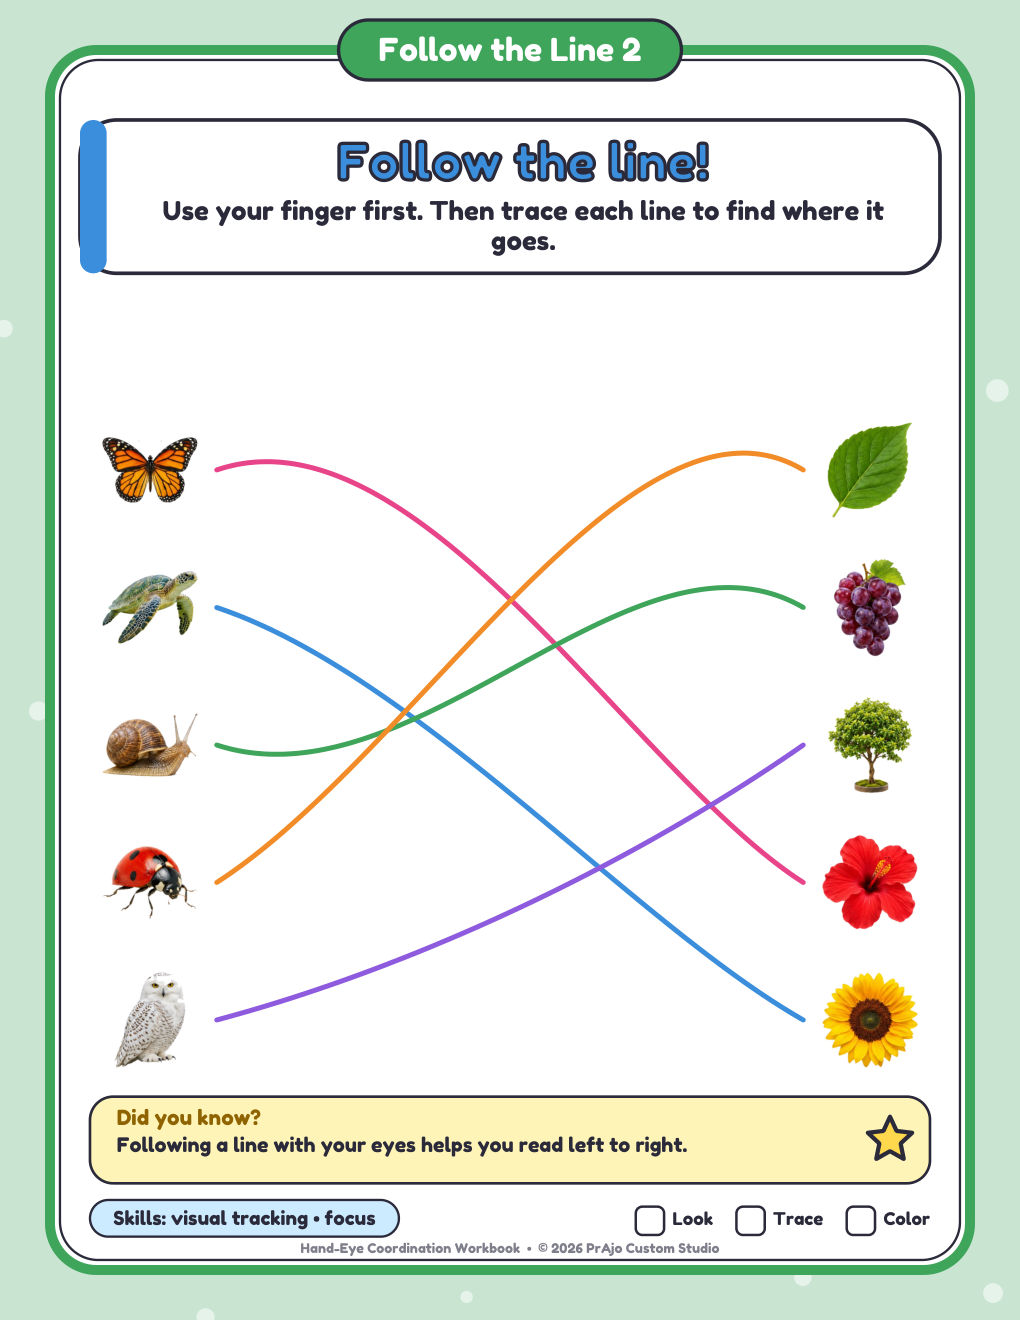 Follow the Line 2
Follow the line!
Use your finger first. Then trace each line to find where it
goes.
Did you know?
Following a line with your eyes helps you read left to right.
Skills: visual tracking • focus
Look
Trace
Color
Hand-Eye Coordination Workbook • © 2026 PrAjo Custom Studio